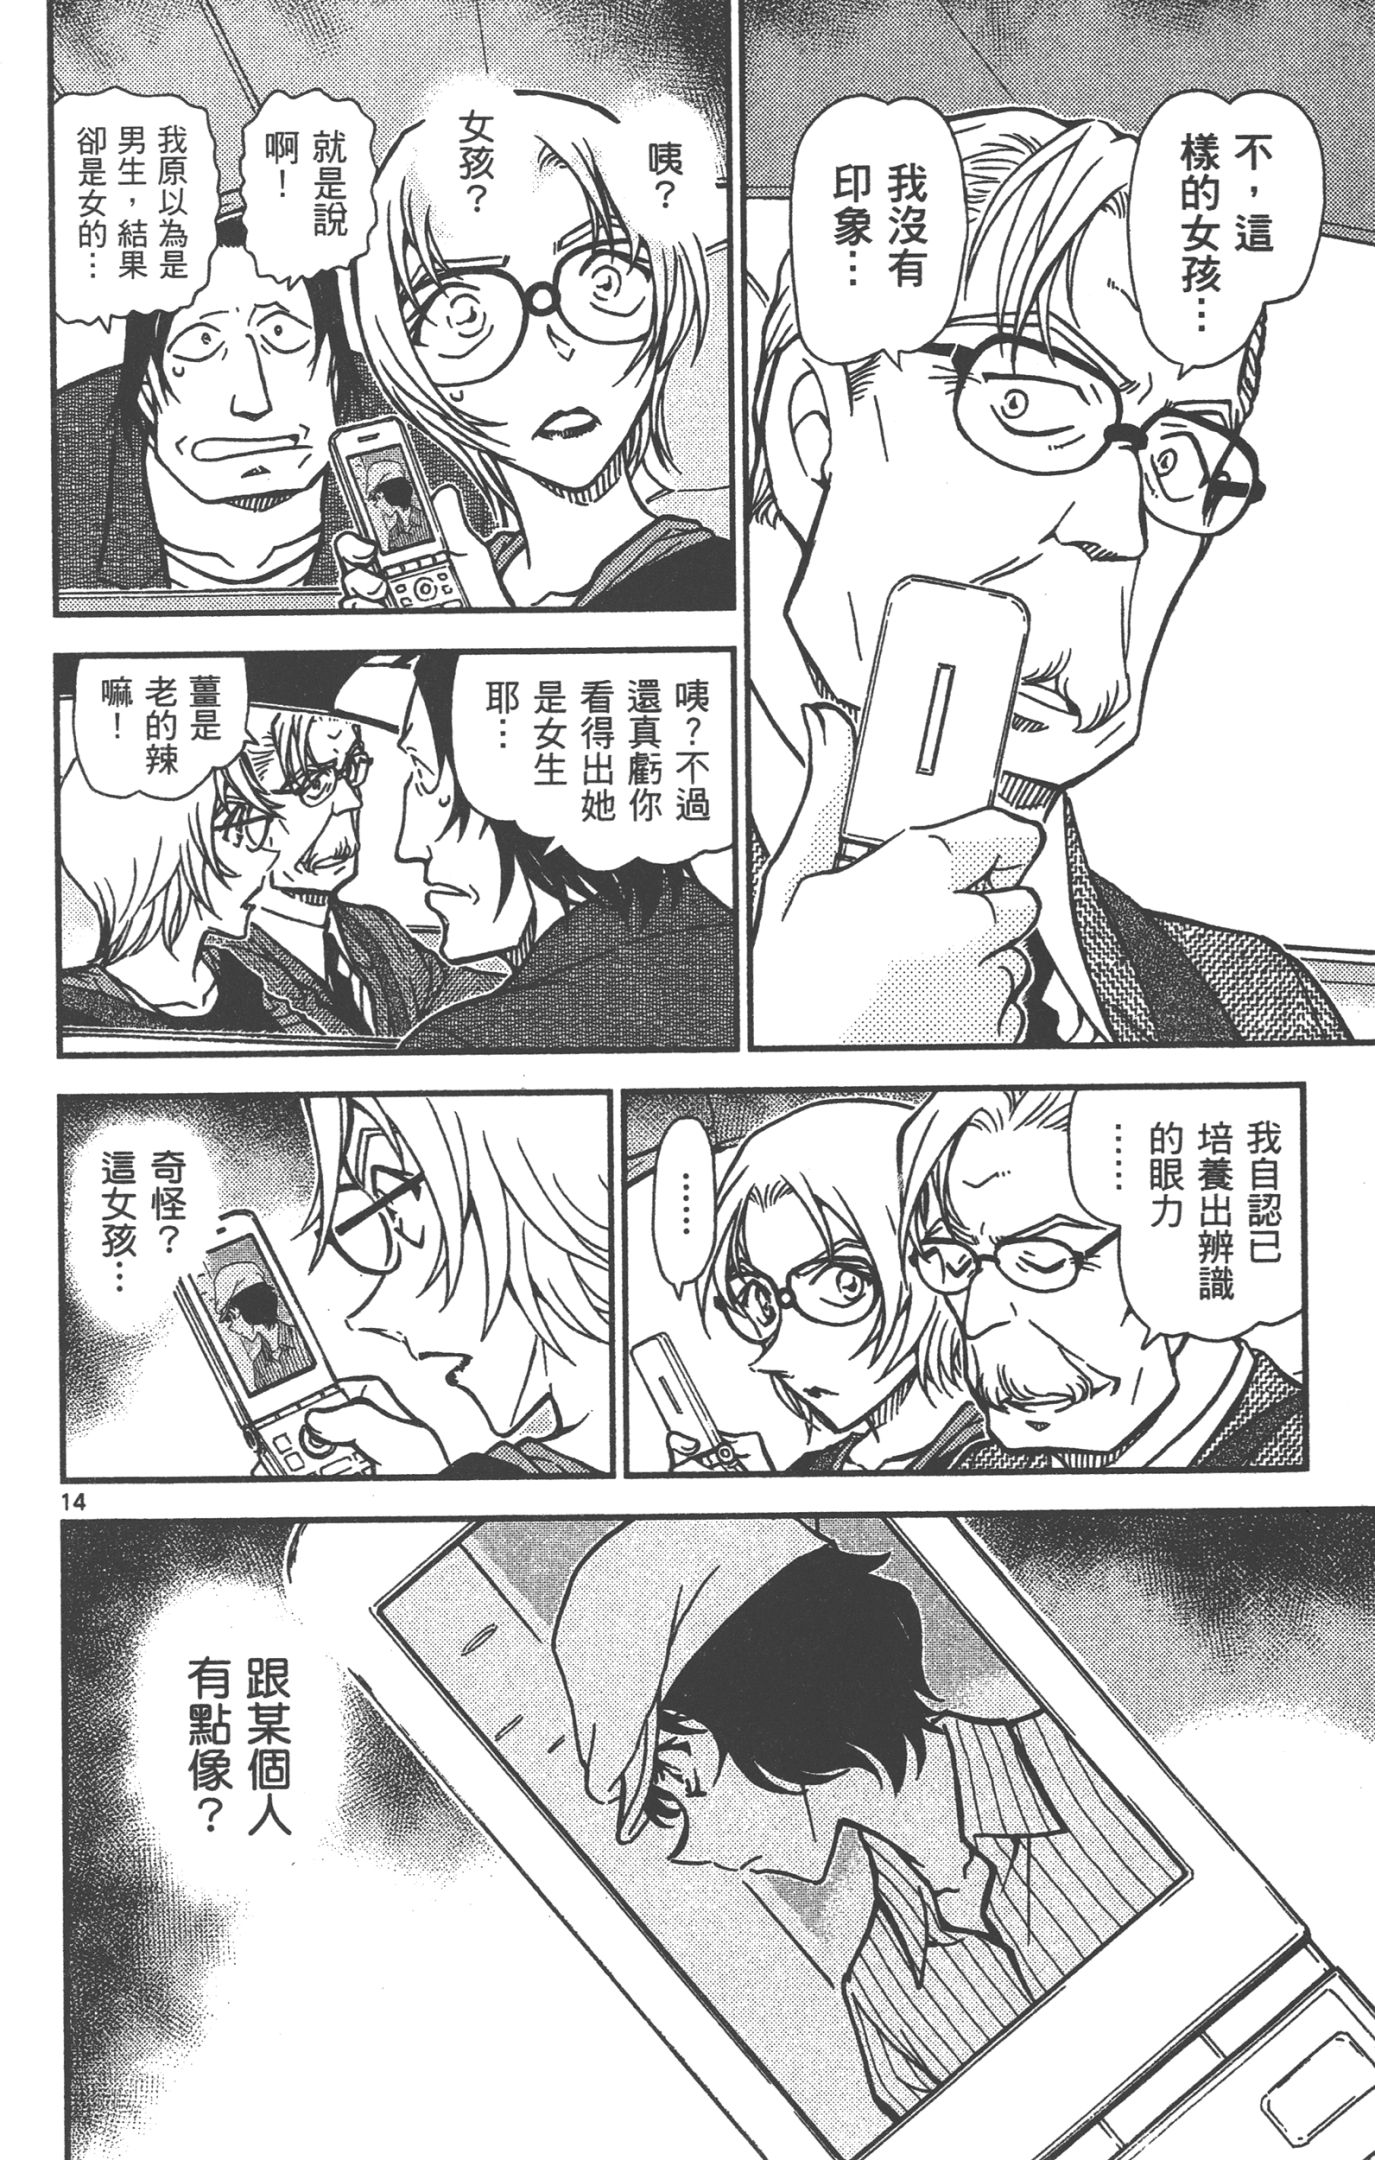 不，這
樣的女孩…
我沒有
印象…
咦？
女孩？
就是說
啊！
我原以為是
男生，結果
卻是女的…
咦？不過
還真虧你
看得出她
是女生
耶…
薑是
老的辣
嘛！
我自認已
培養出辨識
的眼力
……
……
奇怪？
這女孩…
14
跟某個人
有點像？